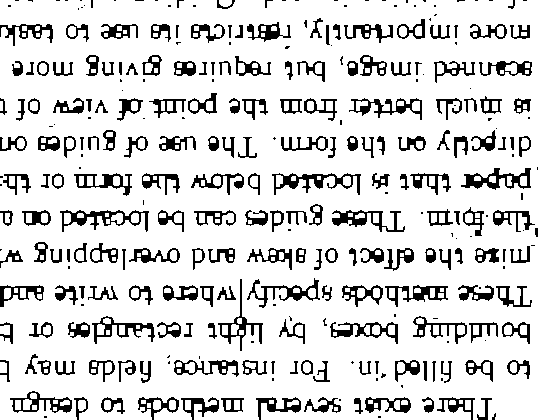 There exist several methods to design
to be filled in. For instance, fields may b
bounding boxes, by light rectangles or b
These methods specify where to write and
mize the effect of skew and overlapping w
the form. These guides can be located on a
paper that is located below the form or th
directly on the form. The use of guides on
is much better from the point of view of t
scanned image, but requires giving more
more importantly, restricts its use to tasks